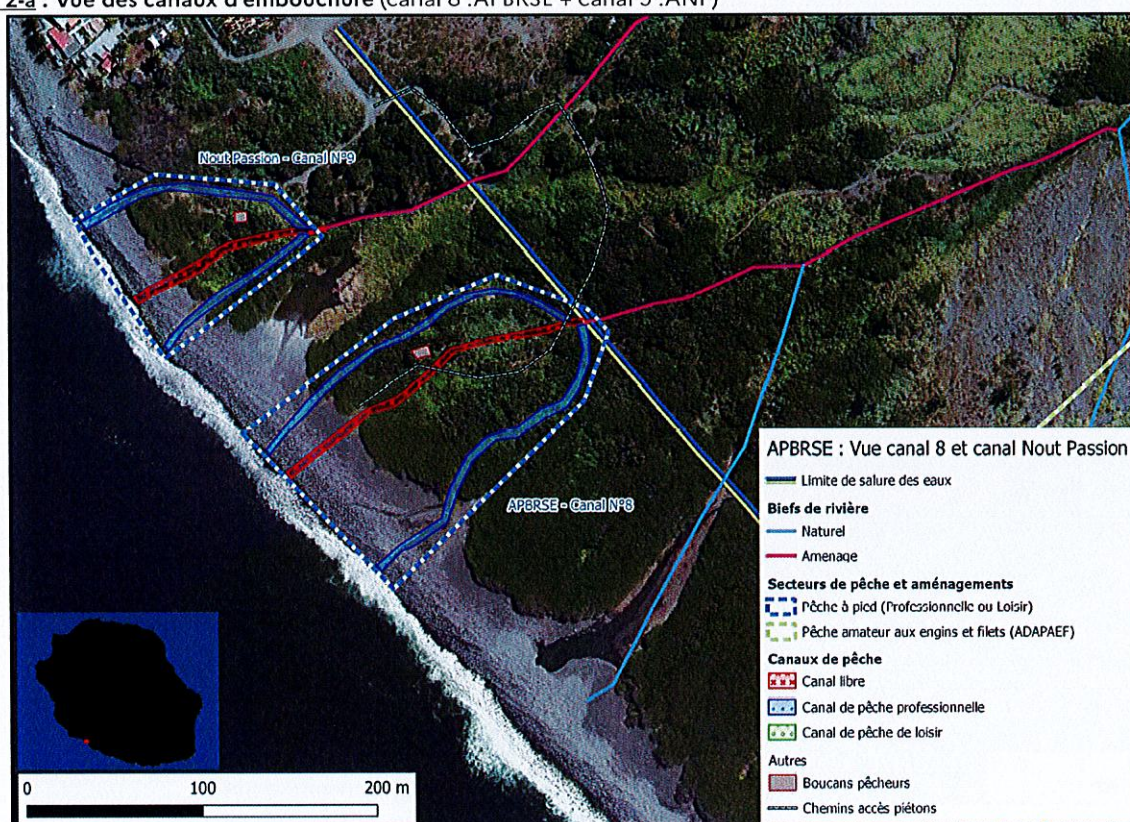 2-a : Vue des canaux d'embouchure (canal 8 :APBRSE + canal 9 :ANP)
Nout Passion - Canal N°9
APBRSE - Canal N°8
APBRSE : Vue canal 8 et canal Nout Passion
Limite de salure des eaux
Biefs de rivière
Naturel
Amenage
Secteurs de pêche et aménagements
Pêche à pied (Professionnelle ou Loisir)
Pêche amateur aux engins et filets (ADAPAEF)
Canaux de pêche
Canal libre
Canal de pêche professionnelle
Canal de pêche de loisir
Autres
Boucans pêcheurs
Chemins accès piétons
0 100 200 m